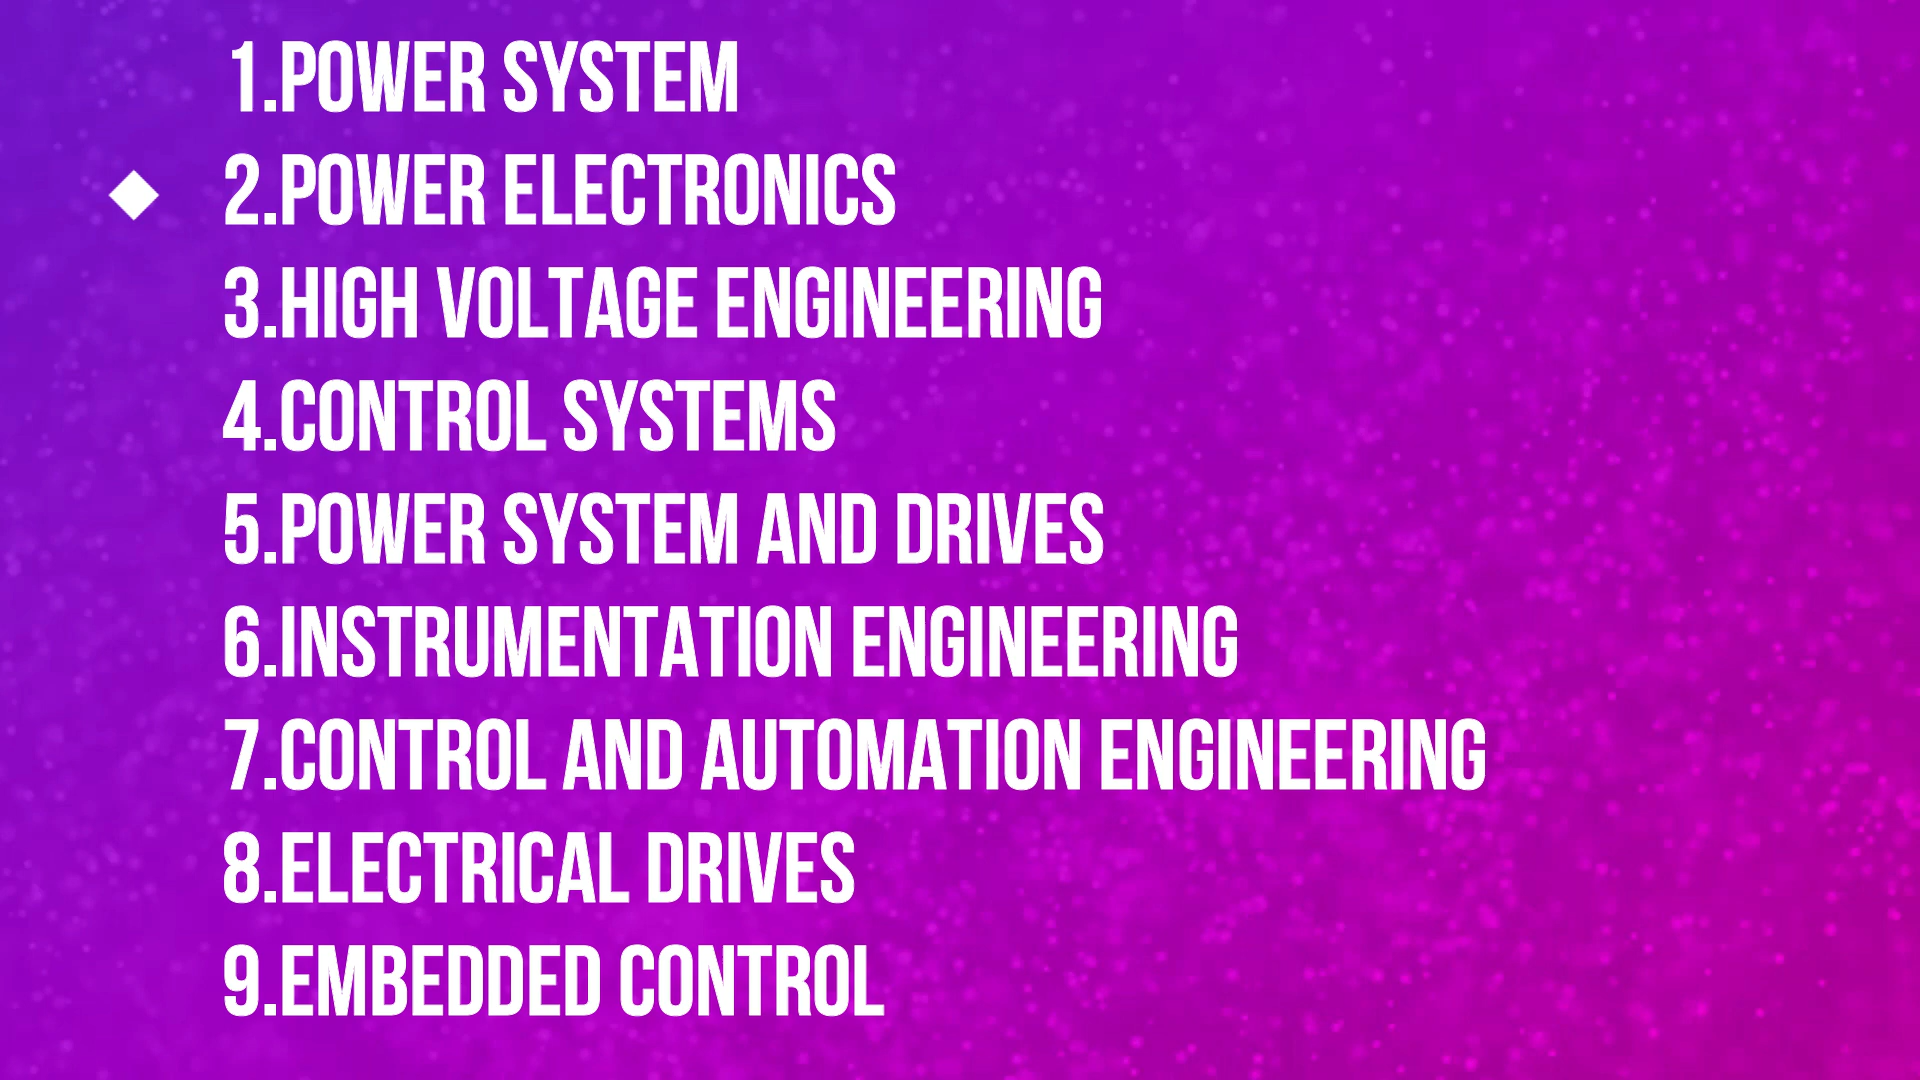 1.POWER SYSTEM
2.POWER ELECTRONICS
3.HIGH VOLTAGE ENGINEERING
4.CONTROL SYSTEMS
5.POWER SYSTEM AND DRIVES
6.INSTRUMENTATION ENGINEERING
7.CONTROL AND AUTOMATION ENGINEERING
8.ELECTRICAL DRIVES
9.EMBEDDED CONTROL